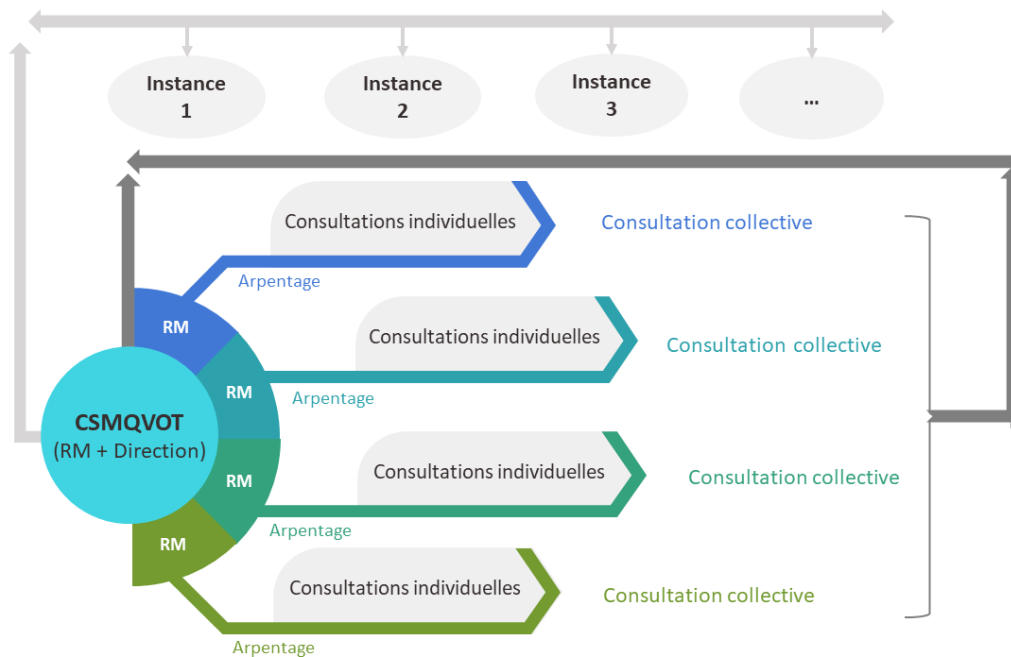 Instance
1
Instance
2
Instance
3
...
Consultations individuelles
Consultation collective
Arpentage
RM
Consultations individuelles
Consultation collective
Arpentage
RM
CSMQVOT
(RM + Direction)
Consultations individuelles
Consultation collective
RM
Arpentage
RM
Consultations individuelles
Consultation collective
Arpentage